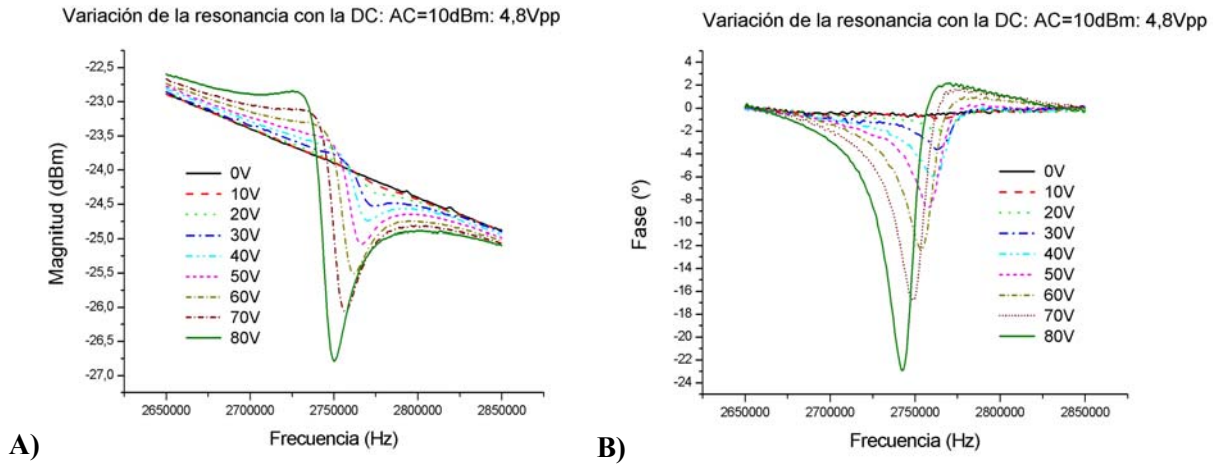 Variación de la resonancia con la DC: AC=10dBm: 4,8Vpp
-22,5
-23,0
-23,5
-24,0
-24,5
-25,0
-25,5
-26,0
-26,5
-27,0
Magnitud (dBm)
0V
10V
20V
30V
40V
50V
60V
70V
80V
2650000 2700000 2750000 2800000 2850000
Frecuencia (Hz)
A)
Variación de la resonancia con la DC: AC=10dBm: 4,8Vpp
4
2
0
-2
-4
-6
-8
-10
-12
-14
-16
-18
-20
-22
-24
Fase (º)
0V
10V
20V
30V
40V
50V
60V
70V
80V
2650000 2700000 2750000 2800000 2850000
Frecuencia (Hz)
B)